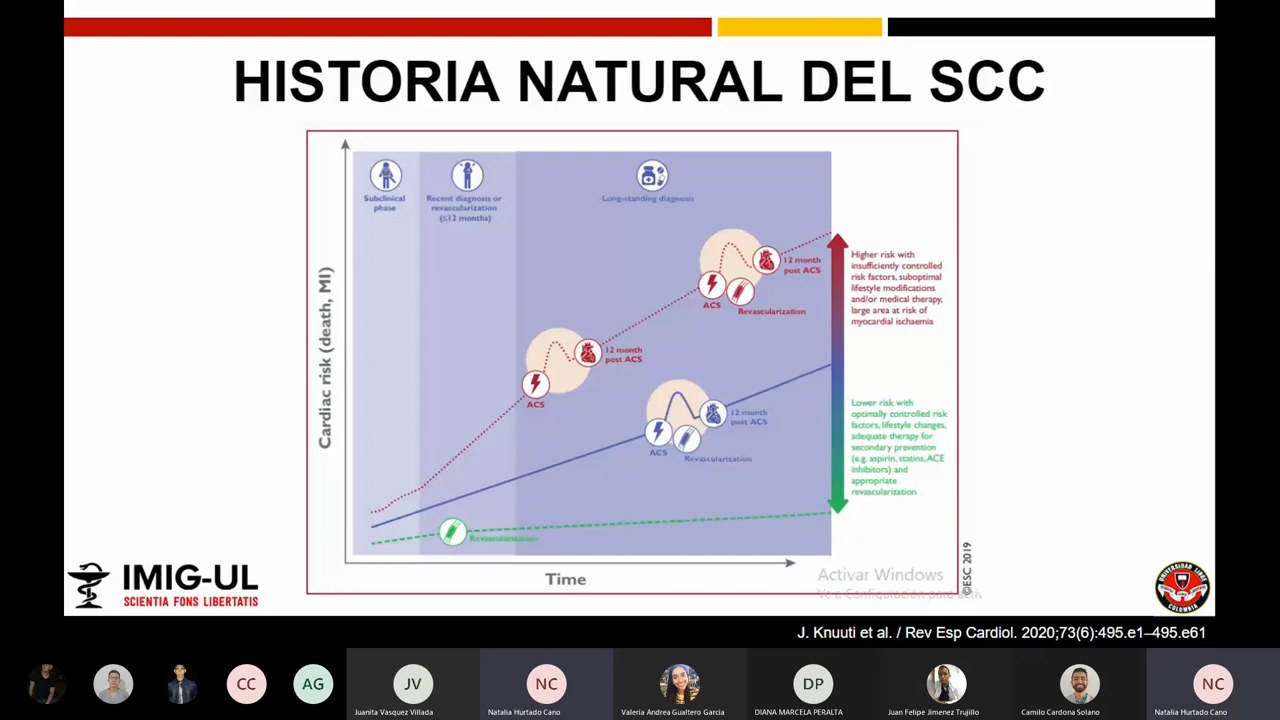 HISTORIA NATURAL DEL SCC
Subclinical
phase
Recent diagnosis or
revascularization
(≤12 months)
Long-standing diagnosis
Cardiac risk (death, MI)
12 month
post ACS
ACS
Revascularization
12 month
post ACS
ACS
12 month
post ACS
ACS
Revascularization
Revascularization
Higher risk with
insufficiently controlled
risk factors, suboptimal
lifestyle modifications
and/or medical therapy,
large area at risk of
myocardial ischaemia
Lower risk with
optimally controlled risk
factors, lifestyle changes,
adequate therapy for
secondary prevention
(e.g. aspirin, statins, ACE
inhibitors) and
appropriate
revascularization
Time
©ESC 2019
Activar Windows
Ve a Configuración para acti
IMIG-UL
SCIENTIA FONS LIBERTATIS
UNIVERSIDAD LIBRE
COLOMBIA
J. Knuuti et al. / Rev Esp Cardiol. 2020;73(6):495.e1–495.e61
CC
AG
JV
NC
DP
NC
Juanita Vasquez Villada
Natalia Hurtado Cano
Valeria Andrea Gualtero Garcia
DIANA MARCELA PERALTA
Juan Felipe Jimenez Trujillo
Camilo Cardona Solano
Natalia Hurtado Cano